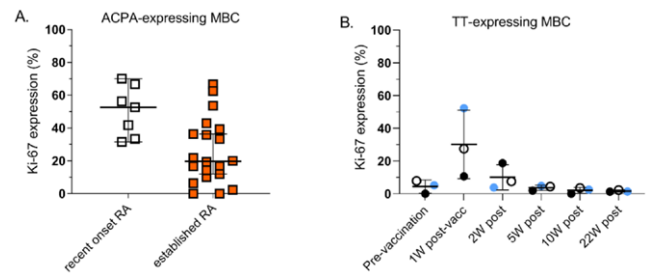 A.
ACPA-expressing MBC
Ki-67 expression (%)
100
80
60
40
20
0
recent onset RA
established RA
B.
TT-expressing MBC
Ki-67 expression (%)
100
80
60
40
20
0
Pre-vaccination
1W post-vacc
2W post
5W post
10W post
22W post